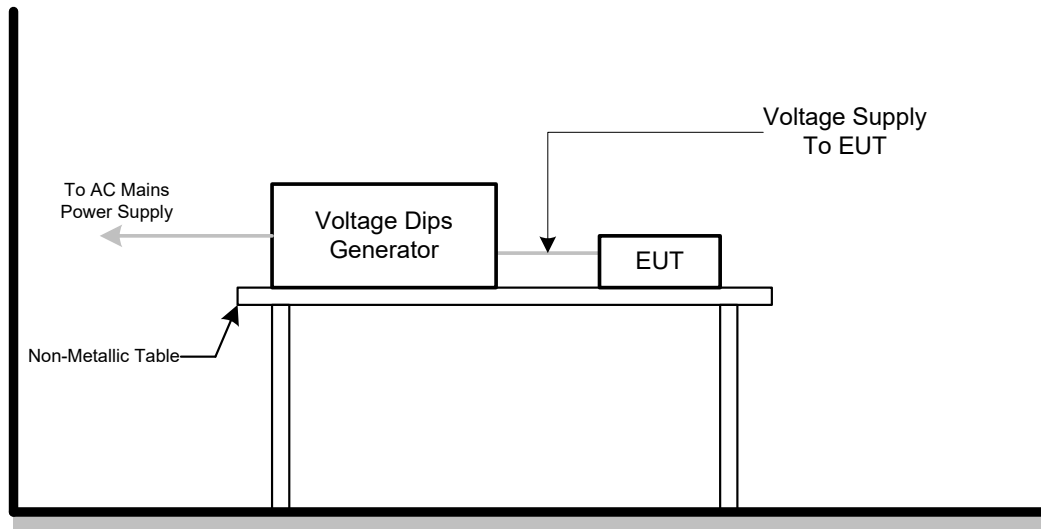 Voltage Supply
To EUT
To AC Mains
Power Supply
Voltage Dips
Generator
EUT
Non-Metallic Table